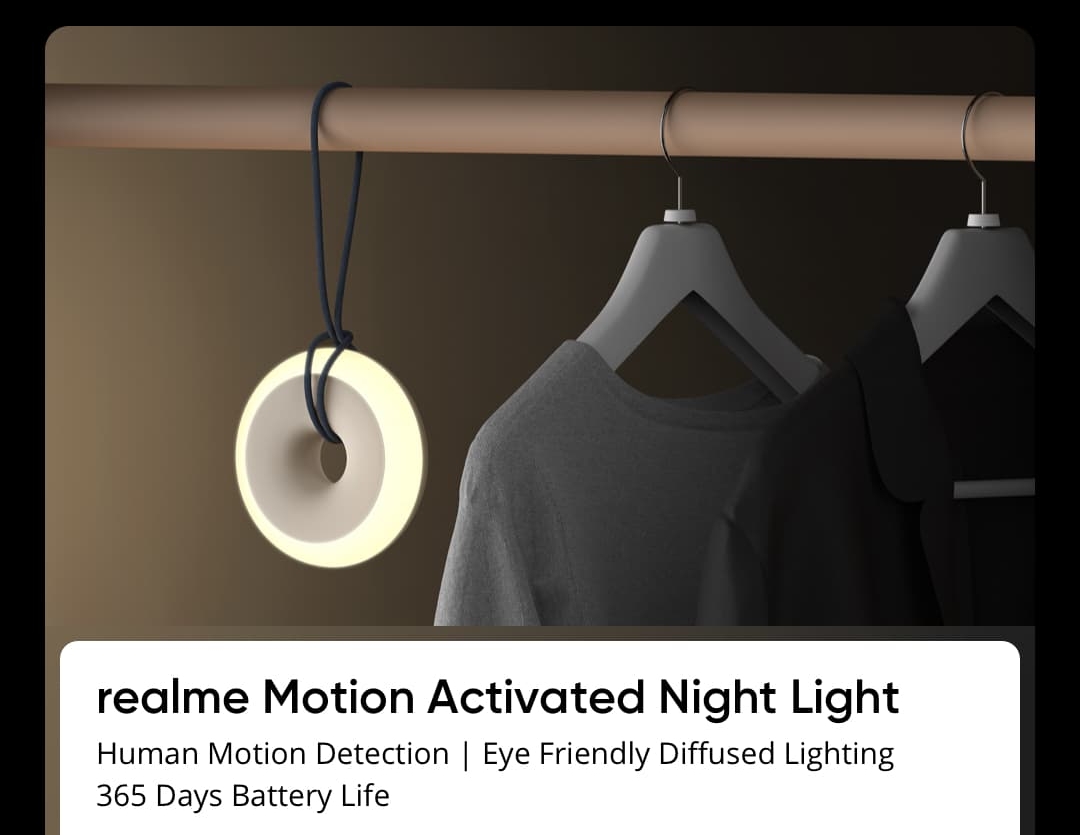 realme Motion Activated Night Light
Human Motion Detection | Eye Friendly Diffused Lighting
365 Days Battery Life